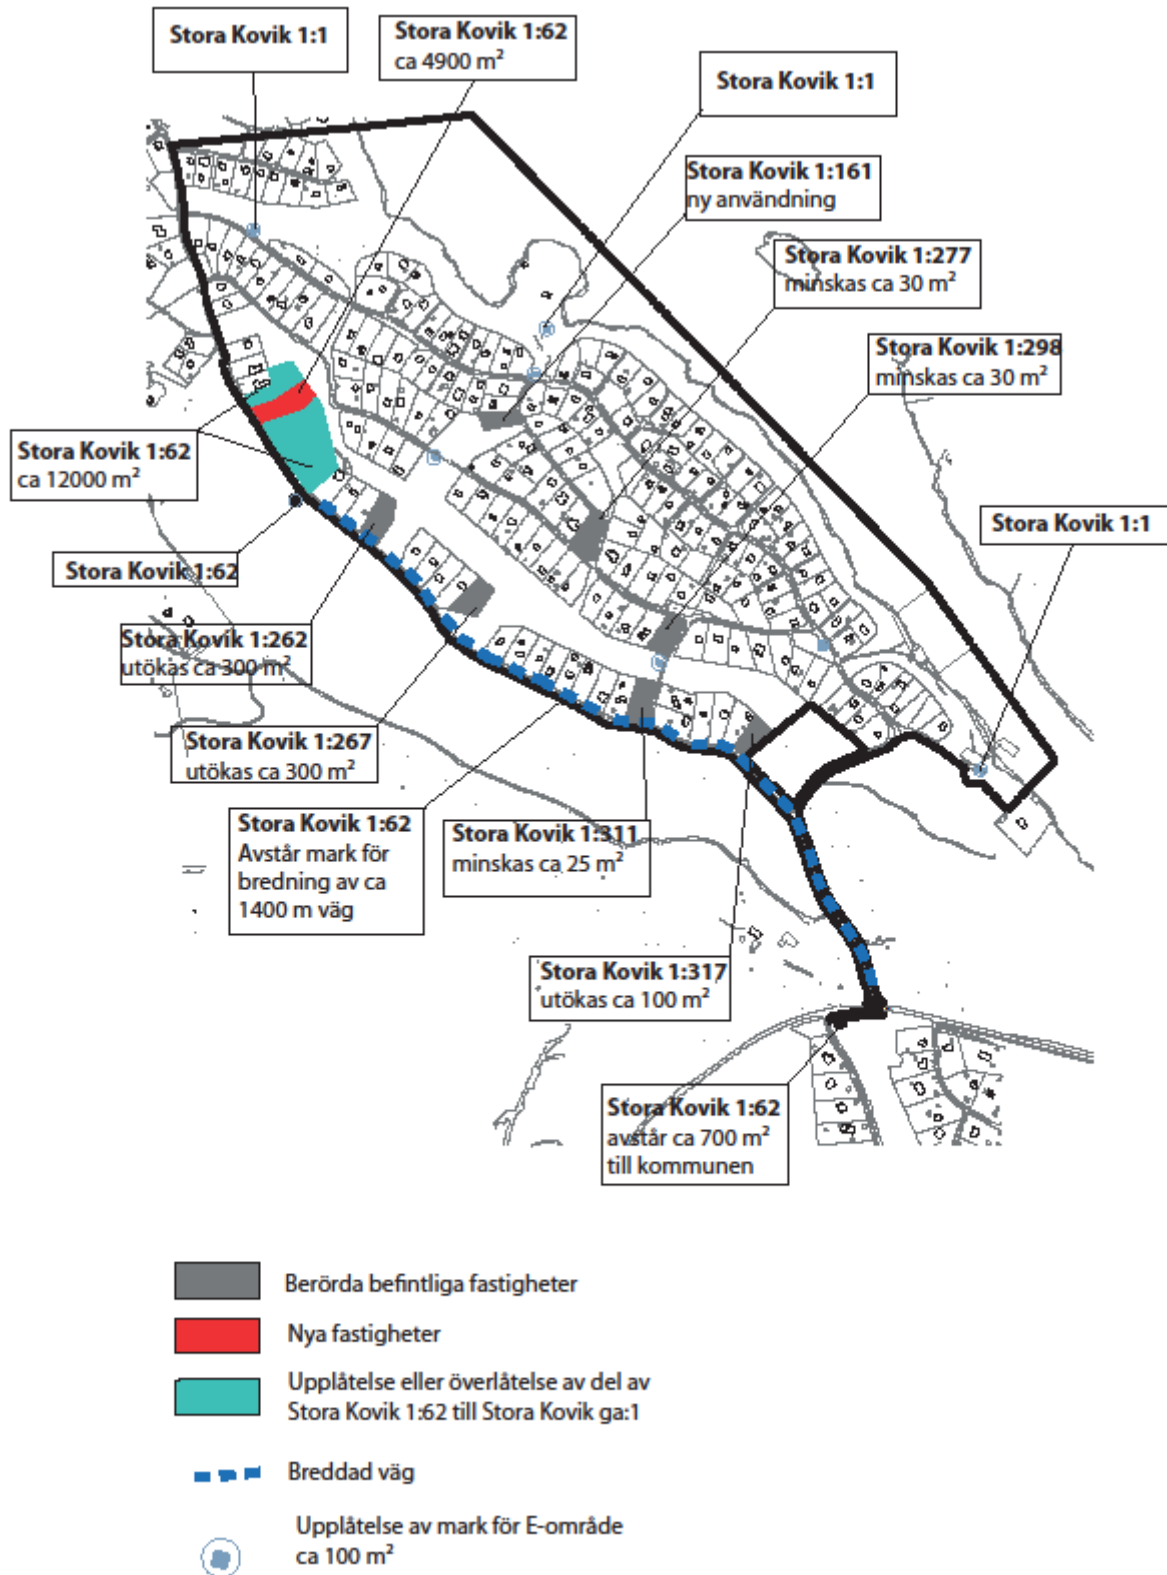 Stora Kovik 1:1
Stora Kovik 1:62
ca 4900 m²
Stora Kovik 1:1
Stora Kovik 1:161
ny användning
Stora Kovik 1:277
minskas ca 30 m²
Stora Kovik 1:298
minskas ca 30 m²
Stora Kovik 1:62
ca 12000 m²
Stora Kovik 1:1
Stora Kovik 1:62
Stora Kovik 1:262
utökas ca 300 m²
Stora Kovik 1:267
utökas ca 300 m²
Stora Kovik 1:62
Avstår mark för
bredning av ca
1400 m väg
Stora Kovik 1:311
minskas ca 25 m²
Stora Kovik 1:317
utökas ca 100 m²
Stora Kovik 1:62
avstår ca 700 m²
till kommunen
Berörda befintliga fastigheter
Nya fastigheter
Upplåtelse eller överlåtelse av del av
Stora Kovik 1:62 till Stora Kovik ga:1
Breddad väg
Upplåtelse av mark för E-område
ca 100 m²